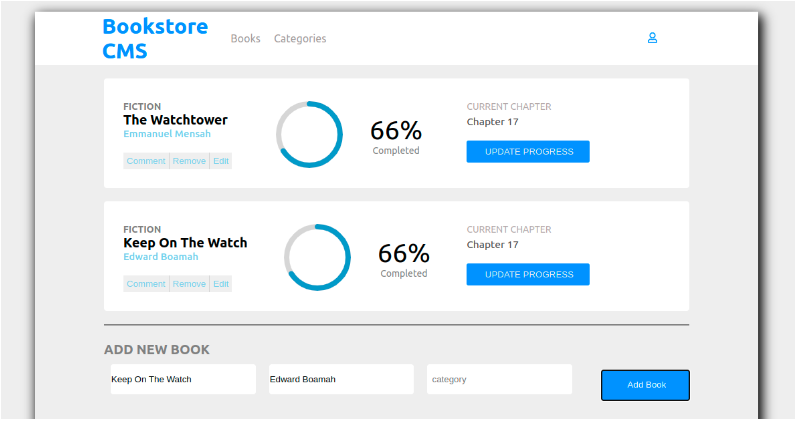 Bookstore
CMS
Books Categories
FICTION
The Watchtower
Emmanuel Mensah
Comment Remove Edit
66%
Completed
CURRENT CHAPTER
Chapter 17
UPDATE PROGRESS
FICTION
Keep On The Watch
Edward Boamah
Comment Remove Edit
66%
Completed
CURRENT CHAPTER
Chapter 17
UPDATE PROGRESS
ADD NEW BOOK
Keep On The Watch Edward Boamah category Add Book